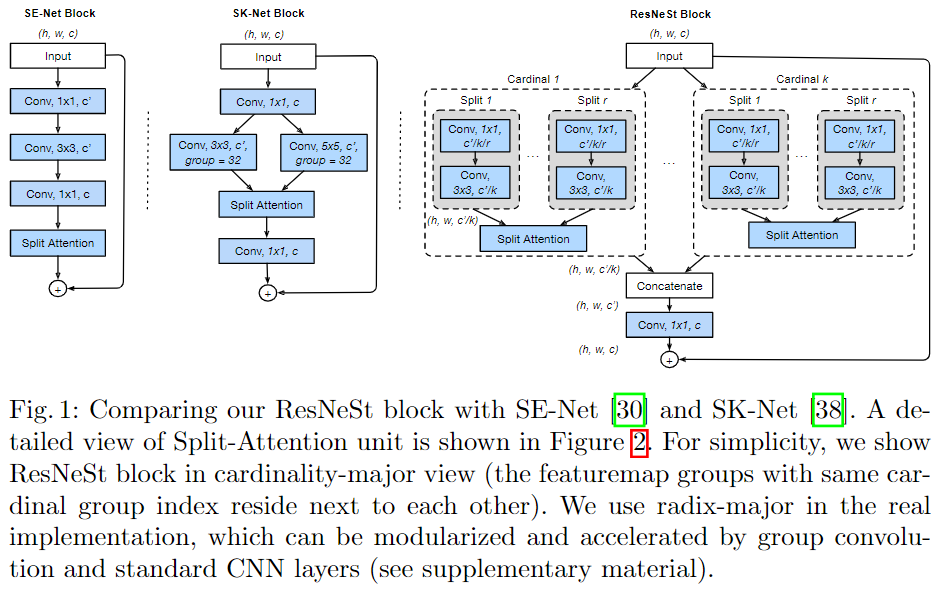 SE-Net Block
(h, w, c)
Input
Conv, 1x1, c'
Conv, 3x3, c'
Conv, 1x1, c
Split Attention
+
SK-Net Block
(h, w, c)
Input
Conv, 1x1, c
Conv, 3x3, c',
group = 32
Conv, 5x5, c',
group = 32
Split Attention
Conv, 1x1, c
+
ResNeSt Block
(h, w, c)
Input
Cardinal 1
Split 1
Conv, 1x1,
c'/k/r
Conv,
3x3, c'/k
...
Split r
Conv, 1x1,
c'/k/r
Conv,
3x3, c'/k
(h, w, c'/k)
Split Attention
...
Cardinal k
Split 1
Conv, 1x1,
c'/k/r
Conv,
3x3, c'/k
...
Split r
Conv, 1x1,
c'/k/r
Conv,
3x3, c'/k
Split Attention
(h, w, c'/k)
Concatenate
(h, w, c')
Conv, 1x1, c
(h, w, c)
+
Fig. 1: Comparing our ResNeSt block with SE-Net [30] and SK-Net [38]. A de-
tailed view of Split-Attention unit is shown in Figure 2. For simplicity, we show
ResNeSt block in cardinality-major view (the featuremap groups with same car-
dinal group index reside next to each other). We use radix-major in the real
implementation, which can be modularized and accelerated by group convolu-
tion and standard CNN layers (see supplementary material).